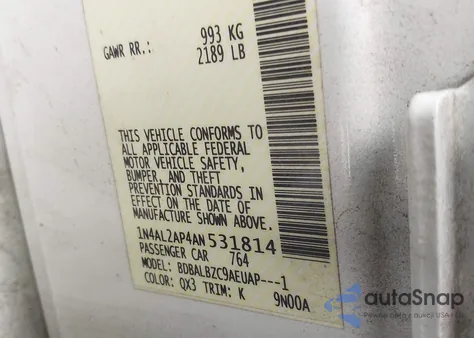 993 KG
GAWR RR.: 2189 LB
THIS VEHICLE CONFORMS TO
ALL APPLICABLE FEDERAL
MOTOR VEHICLE SAFETY,
BUMPER, AND THEFT
PREVENTION STANDARDS IN
EFFECT ON THE DATE OF
MANUFACTURE SHOWN ABOVE.
1N4AL2AP4AN531814
PASSENGER CAR 764
MODEL: BDBALBZC9AEUAP---1
COLOR: QX3 TRIM: K 9N00A
autaSnap